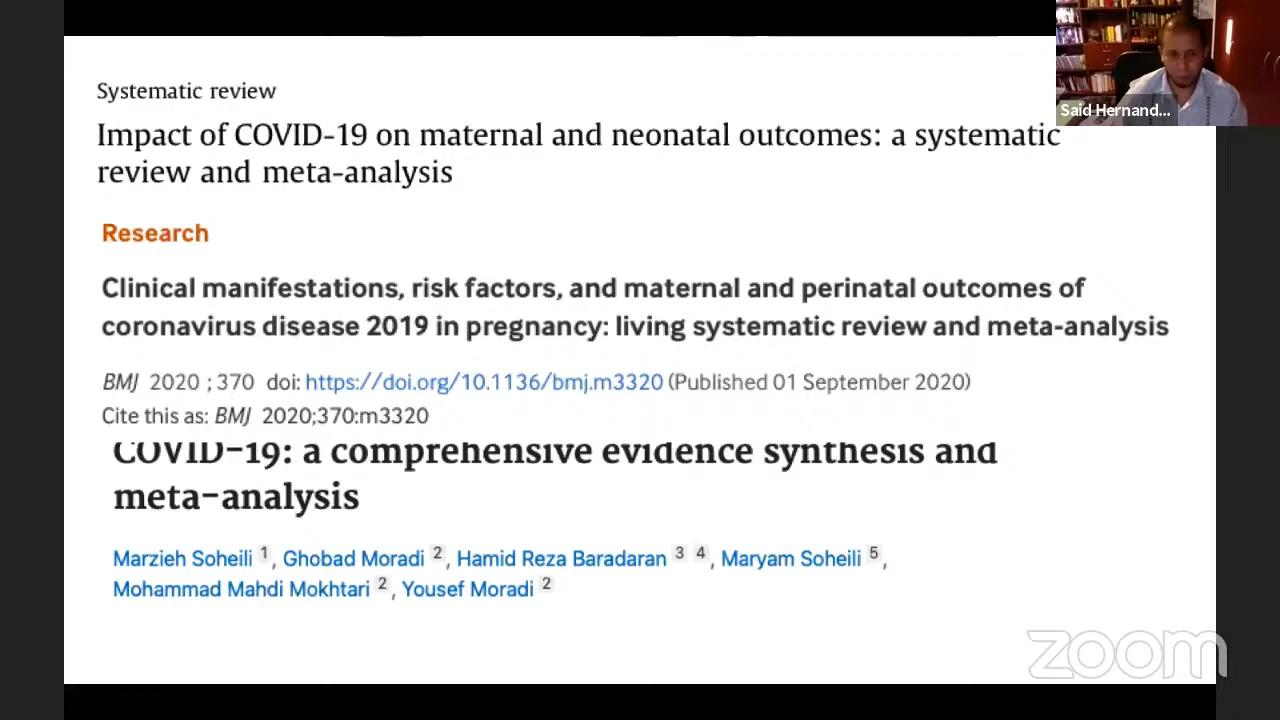 Said Hernand...
Systematic review
Impact of COVID-19 on maternal and neonatal outcomes: a systematic
review and meta-analysis
Research
Clinical manifestations, risk factors, and maternal and perinatal outcomes of
coronavirus disease 2019 in pregnancy: living systematic review and meta-analysis
BMJ 2020 ; 370 doi: https://doi.org/10.1136/bmj.m3320 (Published 01 September 2020)
Cite this as: BMJ 2020;370:m3320
COVID-19: a comprehensive evidence synthesis and
meta-analysis
Marzieh Soheili 1, Ghobad Moradi 2, Hamid Reza Baradaran 3 4, Maryam Soheili 5,
Mohammad Mahdi Mokhtari 2, Yousef Moradi 2
zoom